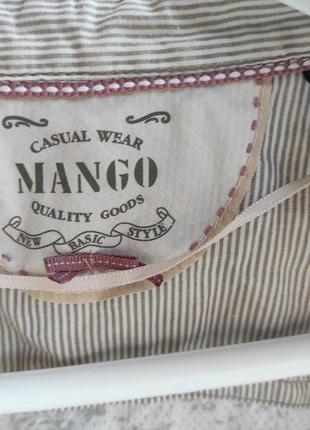 CASUAL WEAR
MANGO
QUALITY GOODS
NEW BASIC STYLE